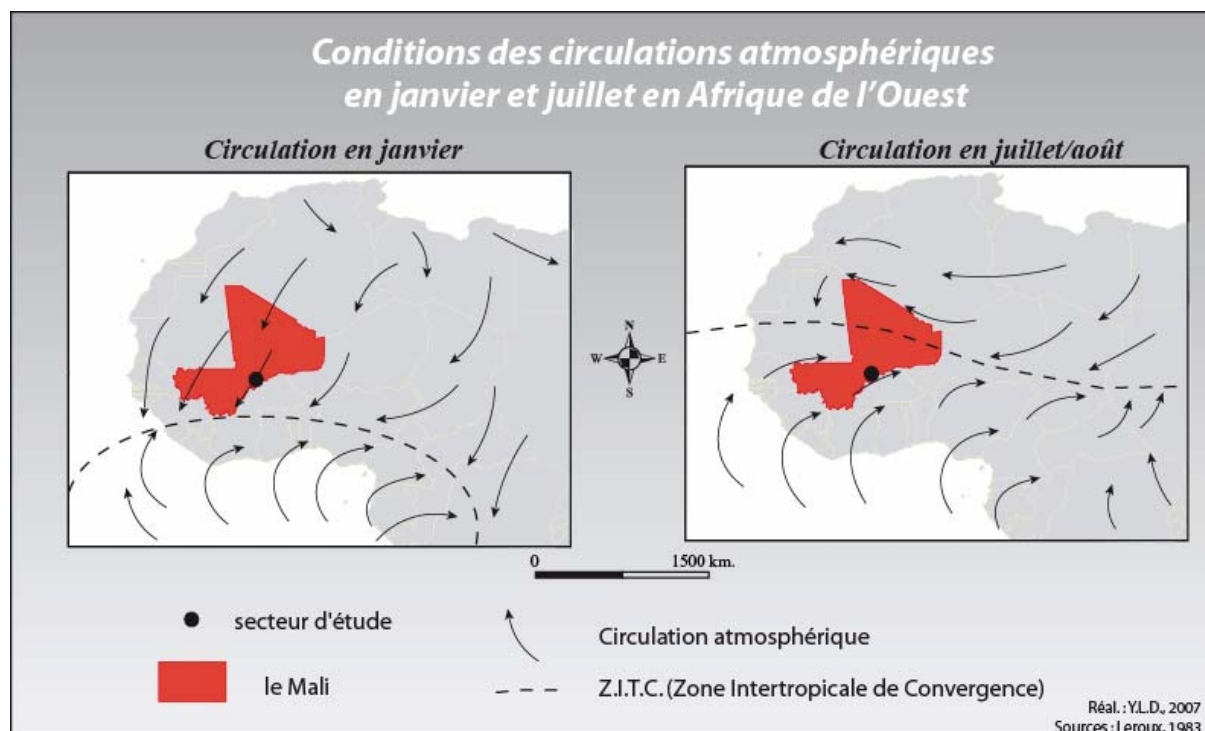 Conditions des circulations atmosphériques
en janvier et juillet en Afrique de l'Ouest
Circulation en janvier
Circulation en juillet/août
N
W E
S
0 1500 km.
secteur d'étude
Circulation atmosphérique
le Mali
Z.I.T.C. (Zone Intertropicale de Convergence)
Réal. : Y.L.D., 2007
Sources : Leroux, 1983